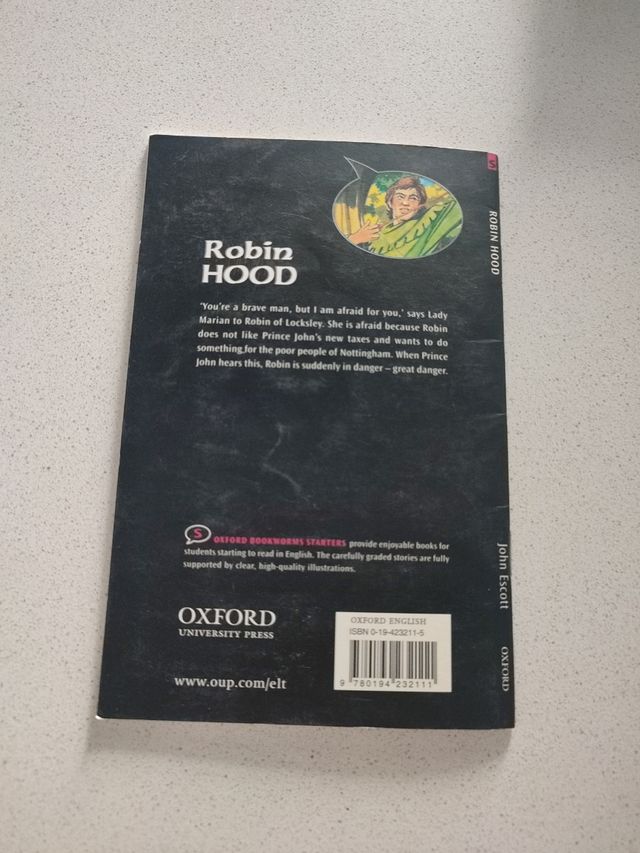 Robin
HOOD
'You're a brave man, but I am afraid for you,' says Lady
Marian to Robin of Locksley. She is afraid because Robin
does not like Prince John's new taxes and wants to do
something for the poor people of Nottingham. When Prince
John hears this, Robin is suddenly in danger – great danger.
S OXFORD BOOKWORMS STARTERS provide enjoyable books for
students starting to read in English. The carefully graded stories are fully
supported by clear, high-quality illustrations.
OXFORD
UNIVERSITY PRESS
www.oup.com/elt
OXFORD ENGLISH
ISBN 0-19-423211-5
9 780194 232111
S
ROBIN HOOD
John Escott
OXFORD